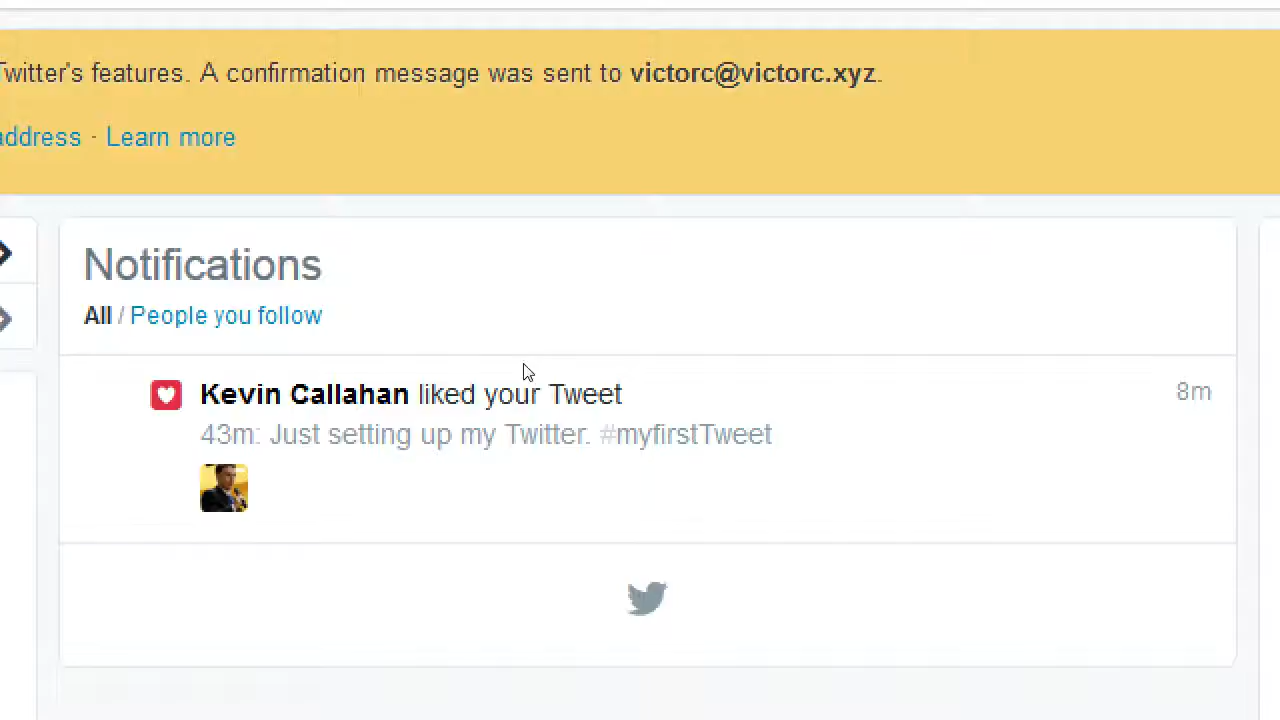 Twitter's features. A confirmation message was sent to victorc@victorc.xyz.
address · Learn more
Notifications
All / People you follow
Kevin Callahan liked your Tweet
8m
43m: Just setting up my Twitter. #myfirstTweet